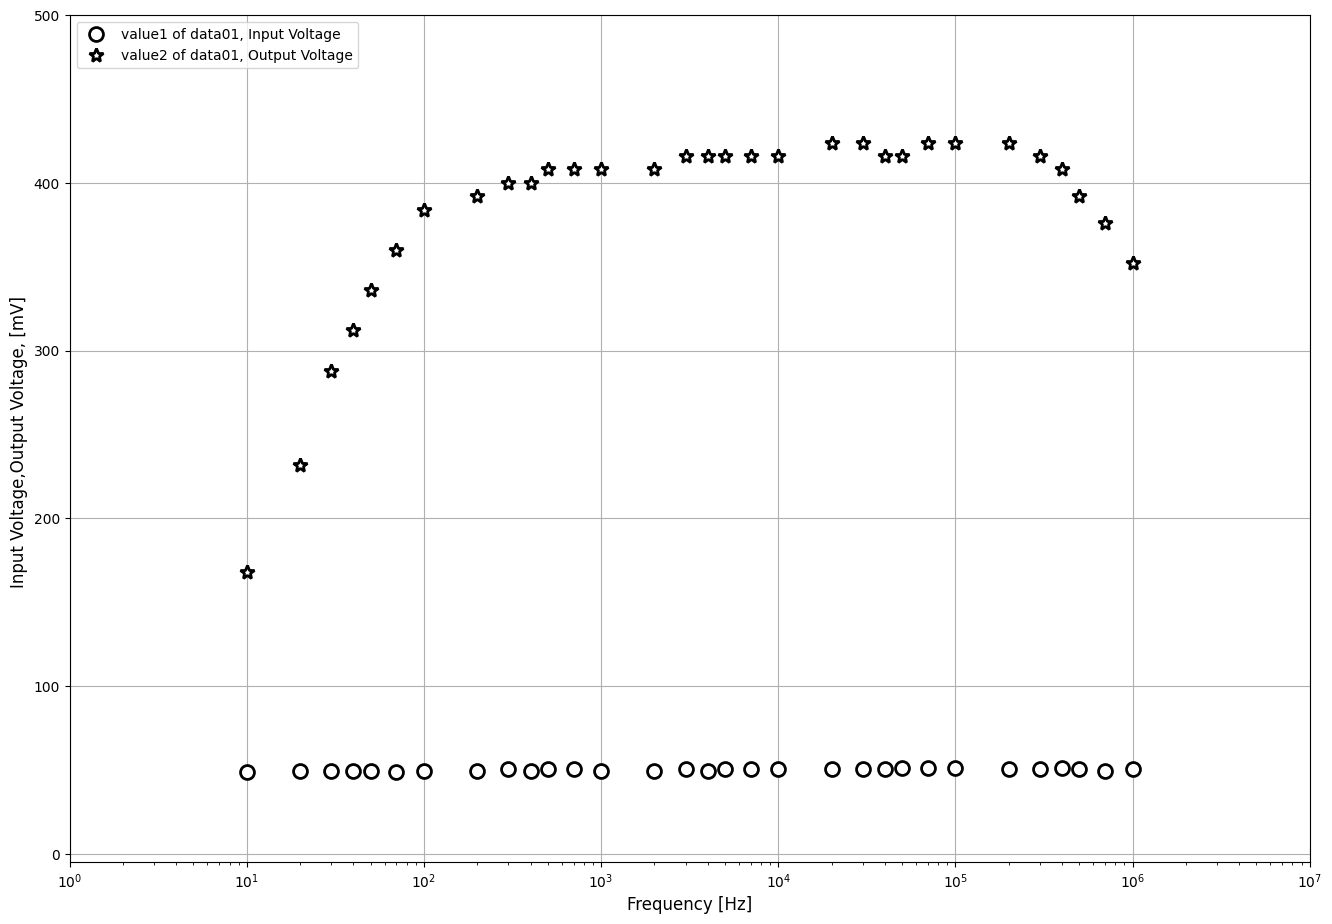 500
value1 of data01, Input Voltage
value2 of data01, Output Voltage
400
300
200
100
0
Input Voltage,Output Voltage, [mV]
10⁰ 10¹ 10² 10³ 10⁴ 10⁵ 10⁶ 10⁷
Frequency [Hz]